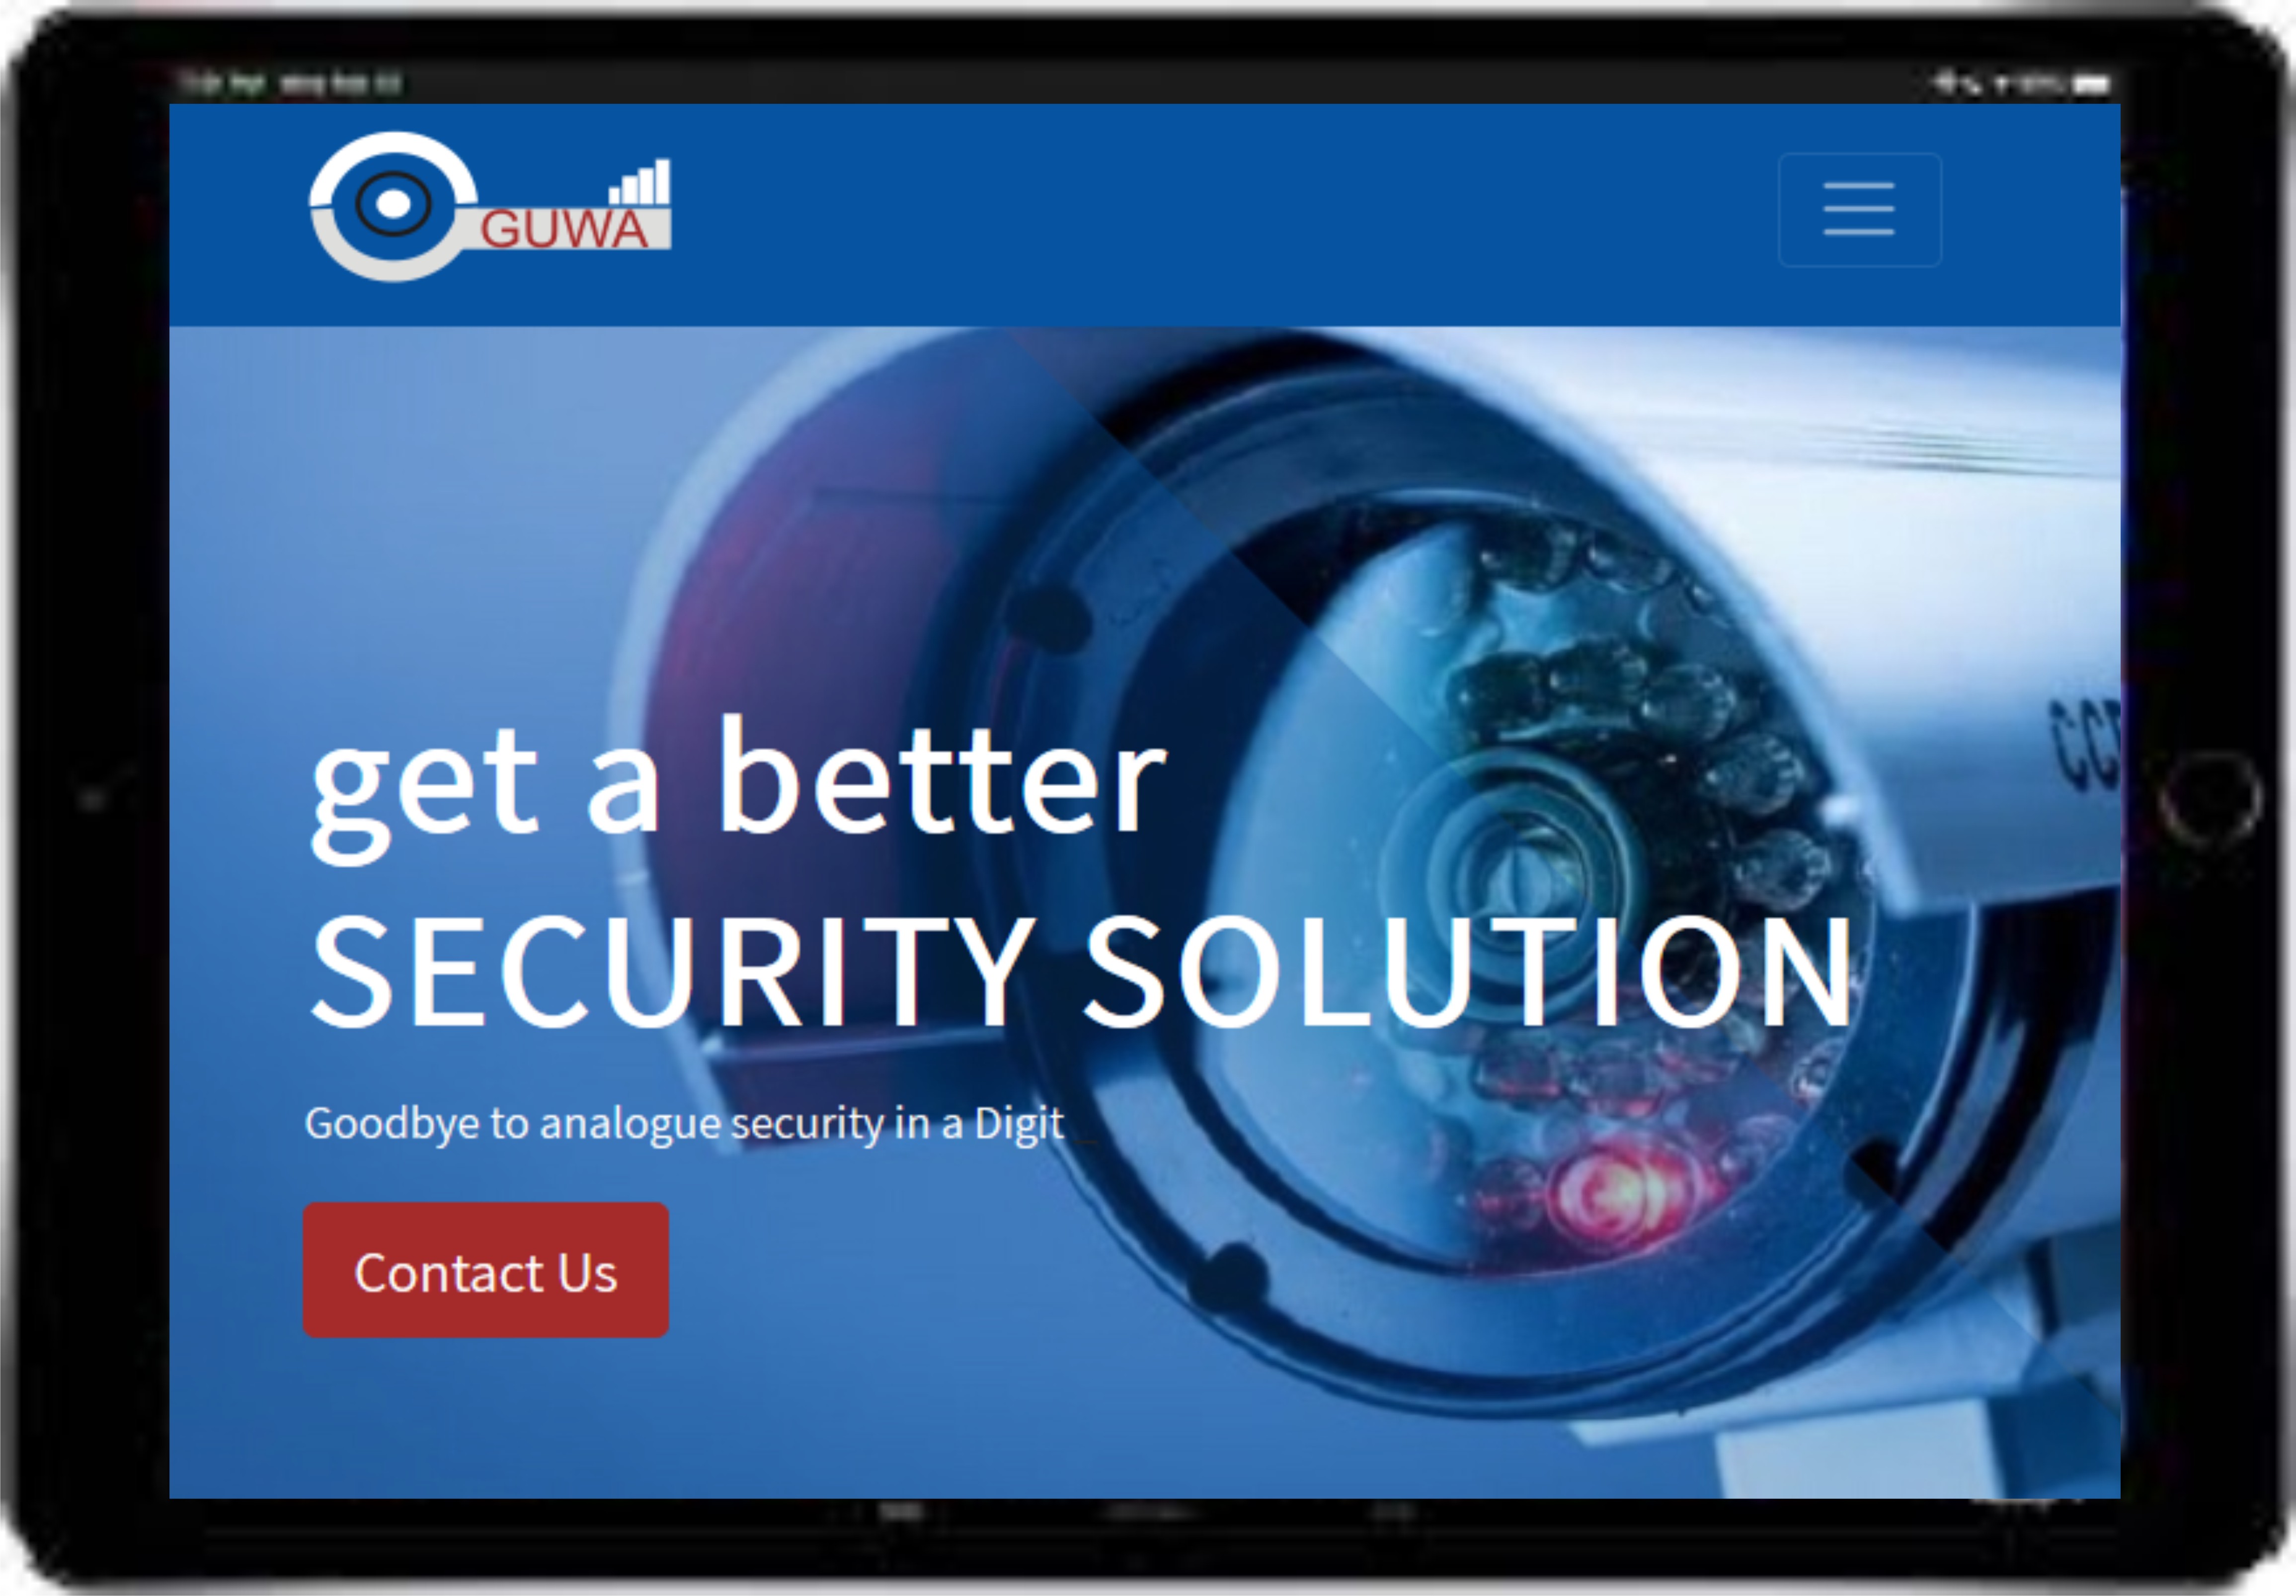 GUWA
get a better
SECURITY SOLUTION
Goodbye to analogue security in a Digit
Contact Us